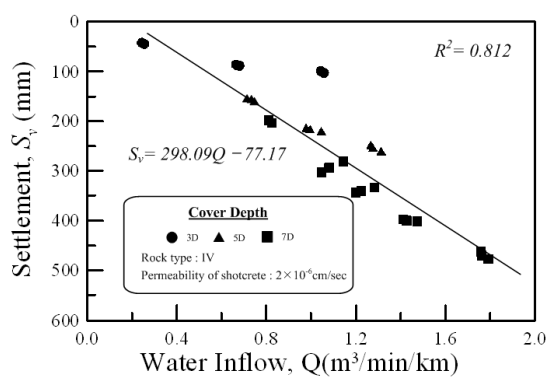 0
100
200
300
400
500
600
Settlement, Sᵥ (mm)
R²= 0.812
Sᵥ= 298.09Q −77.17
Cover Depth
3D 5D 7D
Rock type : IV
Permeability of shotcrete : 2×10⁻⁶cm/sec
0.0 0.4 0.8 1.2 1.6 2.0
Water Inflow, Q(m³/min/km)